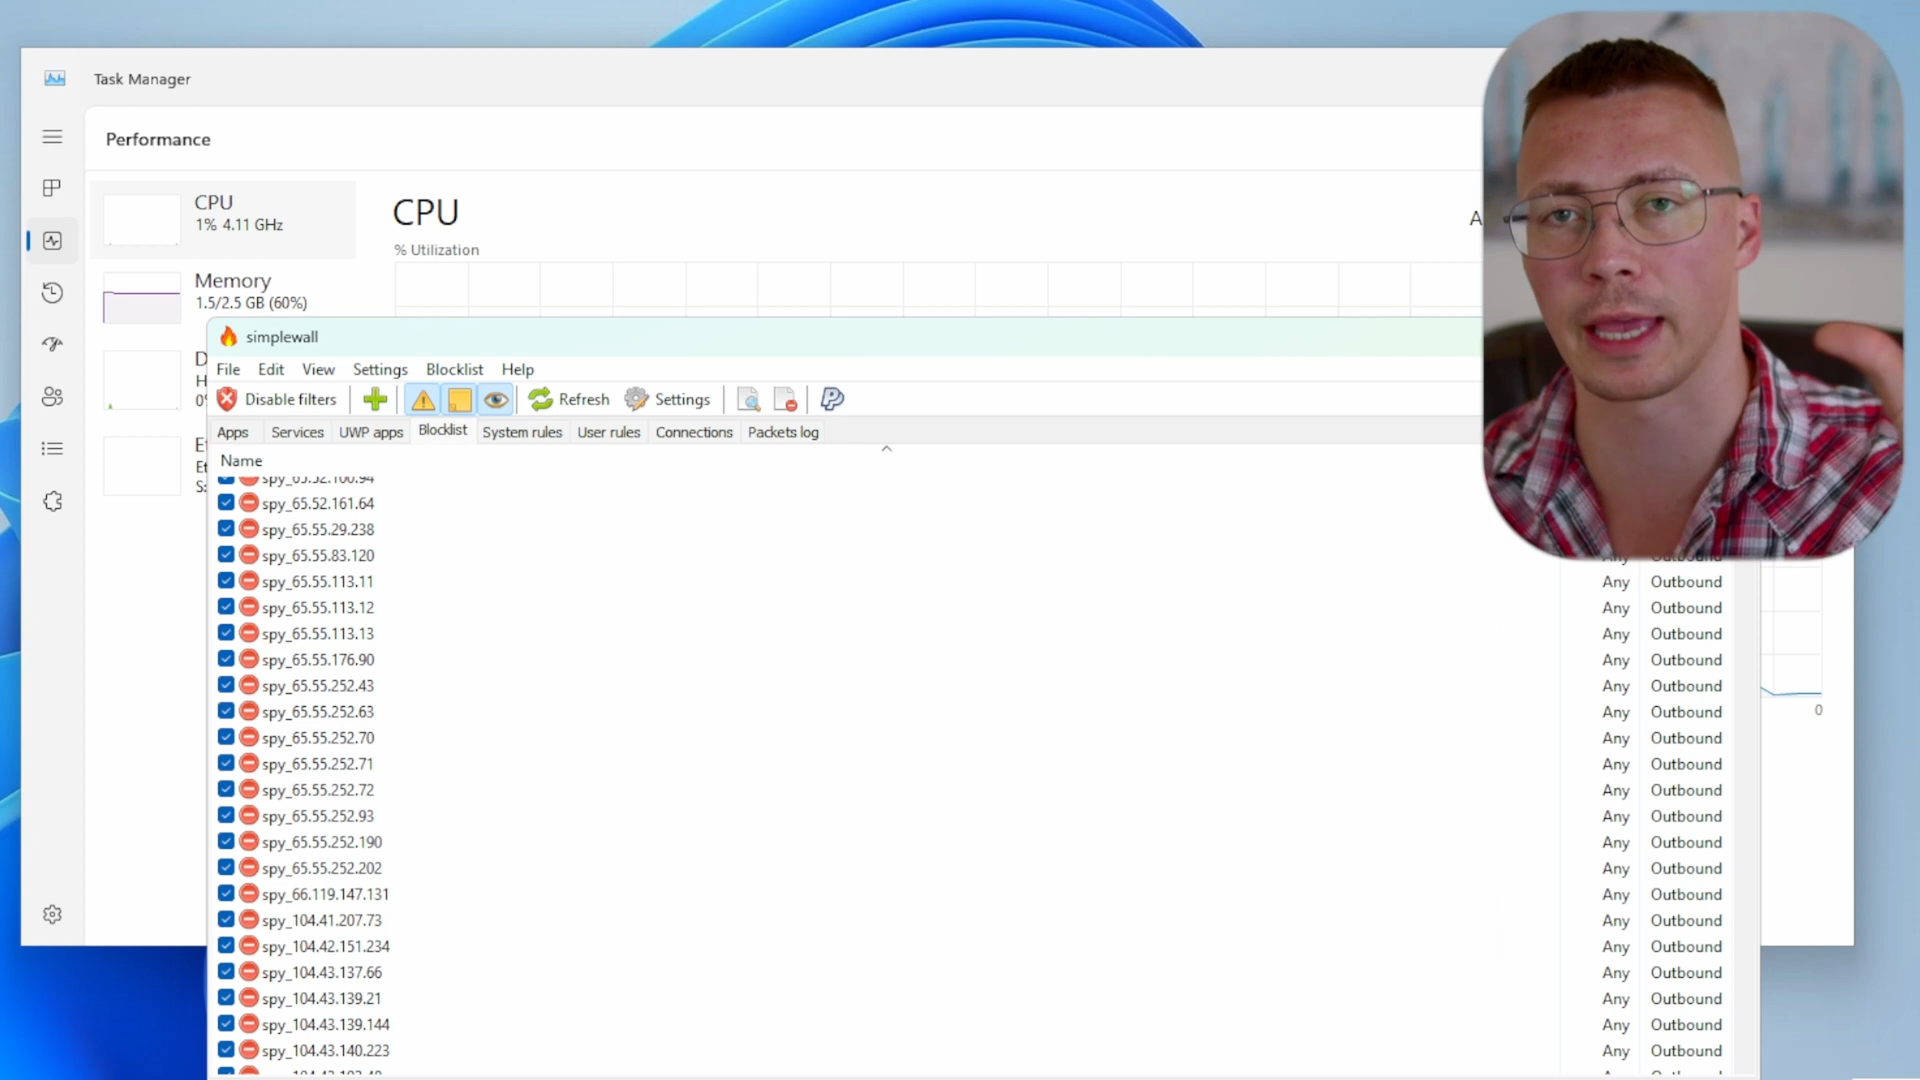 Task Manager
Performance
CPU
1% 4.11 GHz
CPU
% Utilization
Memory
1.5/2.5 GB (60%)
simplewall
File Edit View Settings Blocklist Help
Disable filters Refresh Settings
Apps Services UWP apps Blocklist System rules User rules Connections Packets log
Name
spy_65.52.161.64
spy_65.55.29.238
spy_65.55.83.120
spy_65.55.113.11 Any Outbound
spy_65.55.113.12 Any Outbound
spy_65.55.113.13 Any Outbound
spy_65.55.176.90 Any Outbound
spy_65.55.252.43 Any Outbound
spy_65.55.252.63 Any Outbound
0
spy_65.55.252.70 Any Outbound
spy_65.55.252.71 Any Outbound
spy_65.55.252.72 Any Outbound
spy_65.55.252.93 Any Outbound
spy_65.55.252.190 Any Outbound
spy_65.55.252.202 Any Outbound
spy_66.119.147.131 Any Outbound
spy_104.41.207.73 Any Outbound
spy_104.42.151.234 Any Outbound
spy_104.43.137.66 Any Outbound
spy_104.43.139.21 Any Outbound
spy_104.43.139.144 Any Outbound
spy_104.43.140.223 Any Outbound